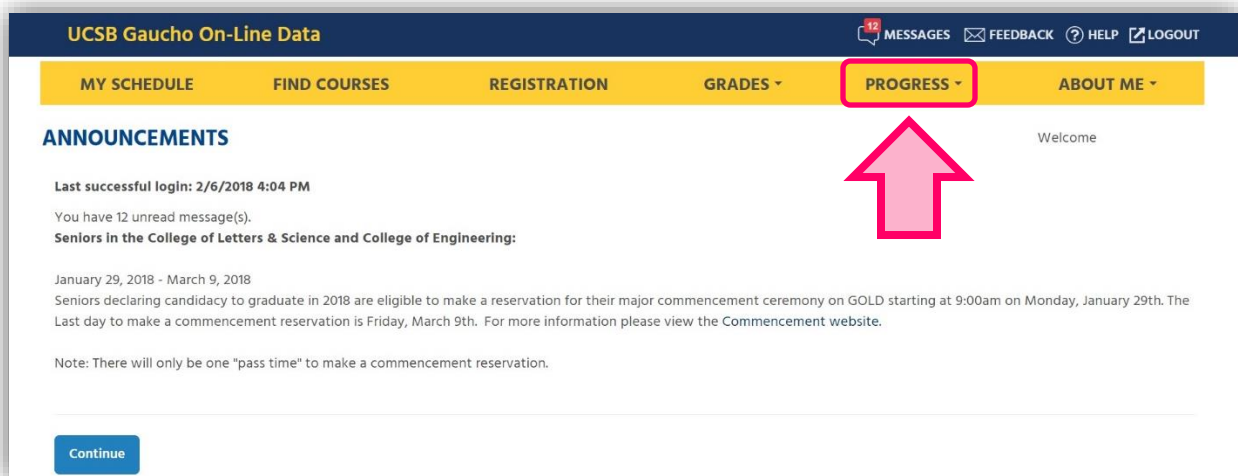 UCSB Gaucho On-Line Data
12 MESSAGES FEEDBACK ? HELP LOGOUT
MY SCHEDULE FIND COURSES REGISTRATION GRADES PROGRESS ABOUT ME
ANNOUNCEMENTS
Welcome
Last successful login: 2/6/2018 4:04 PM
You have 12 unread message(s).
Seniors in the College of Letters & Science and College of Engineering:
January 29, 2018 - March 9, 2018
Seniors declaring candidacy to graduate in 2018 are eligible to make a reservation for their major commencement ceremony on GOLD starting at 9:00am on Monday, January 29th. The
Last day to make a commencement reservation is Friday, March 9th. For more information please view the Commencement website.
Note: There will only be one "pass time" to make a commencement reservation.
Continue